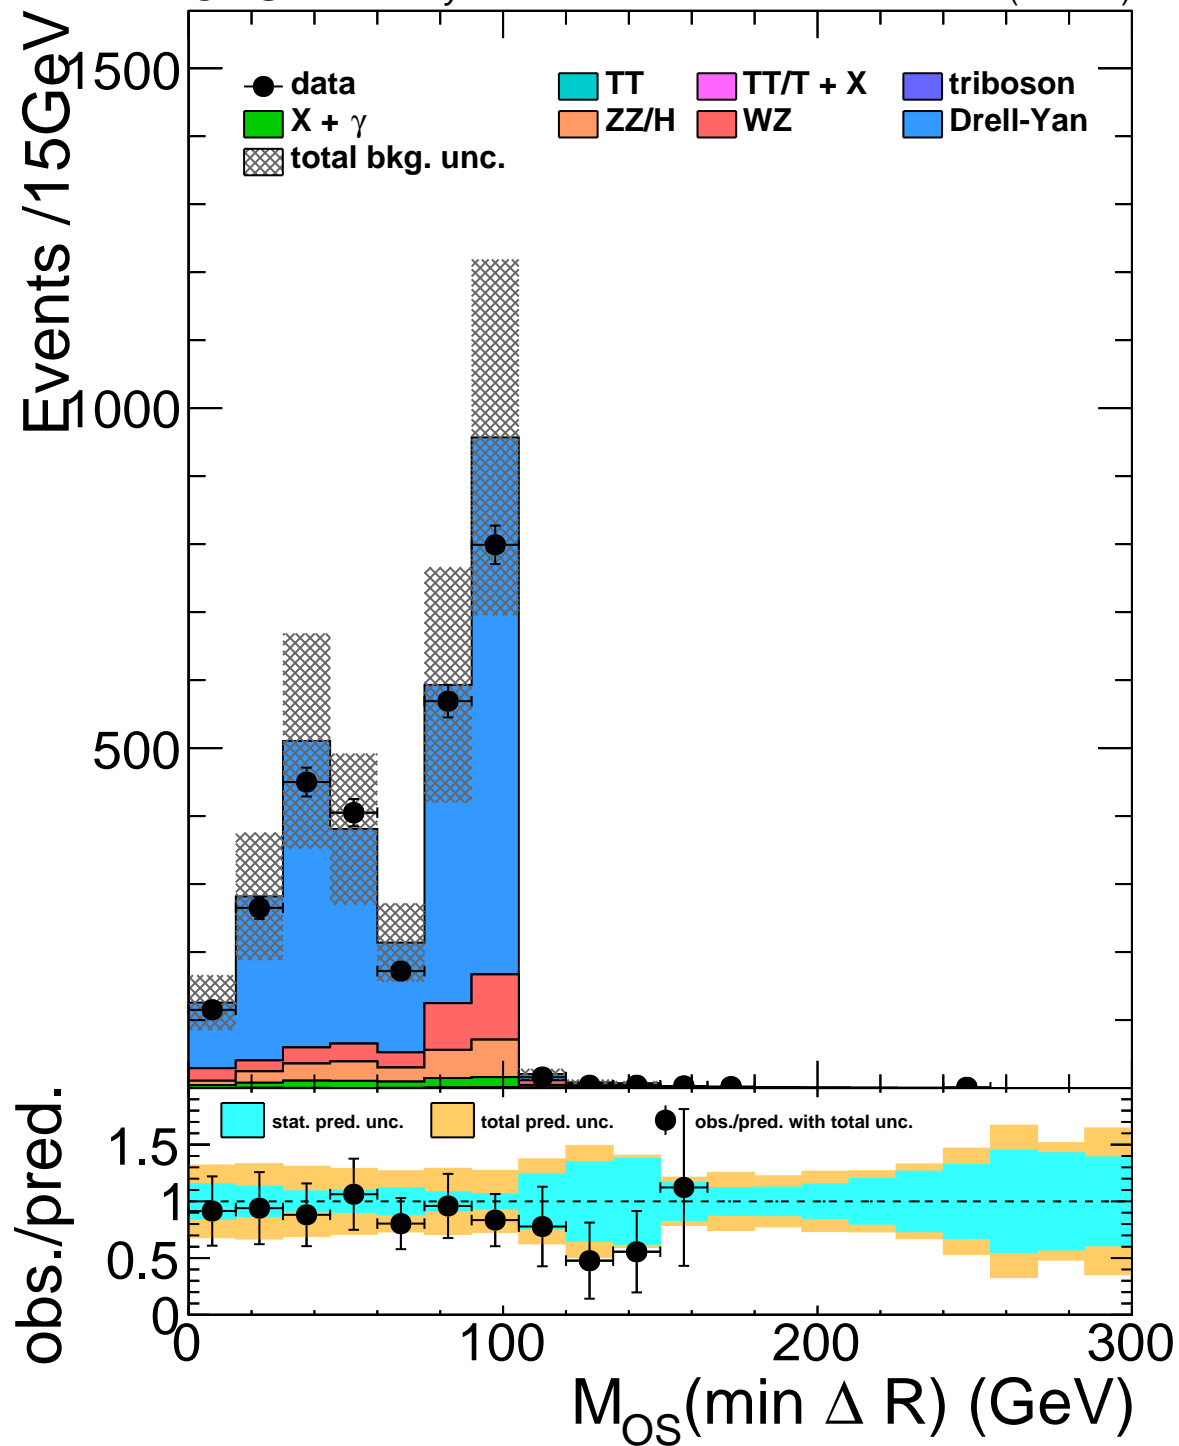 Events /15GeV
1500
1000
500
data
TT
TT/T + X
triboson
X + γ
ZZ/H
WZ
Drell-Yan
total bkg. unc.
obs./pred.
stat. pred. unc.
total pred. unc.
obs./pred. with total unc.
1.5
1
0.5
0
0
100
200
300
M_OS(min Δ R) (GeV)